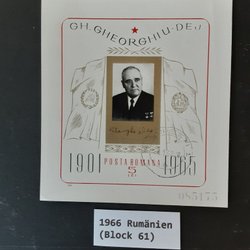 GH. GHEORGHIU-DEJ
1901 POSTA ROMANA 1965
5 LEI
085155
1966 Rumänien
(Block 61)